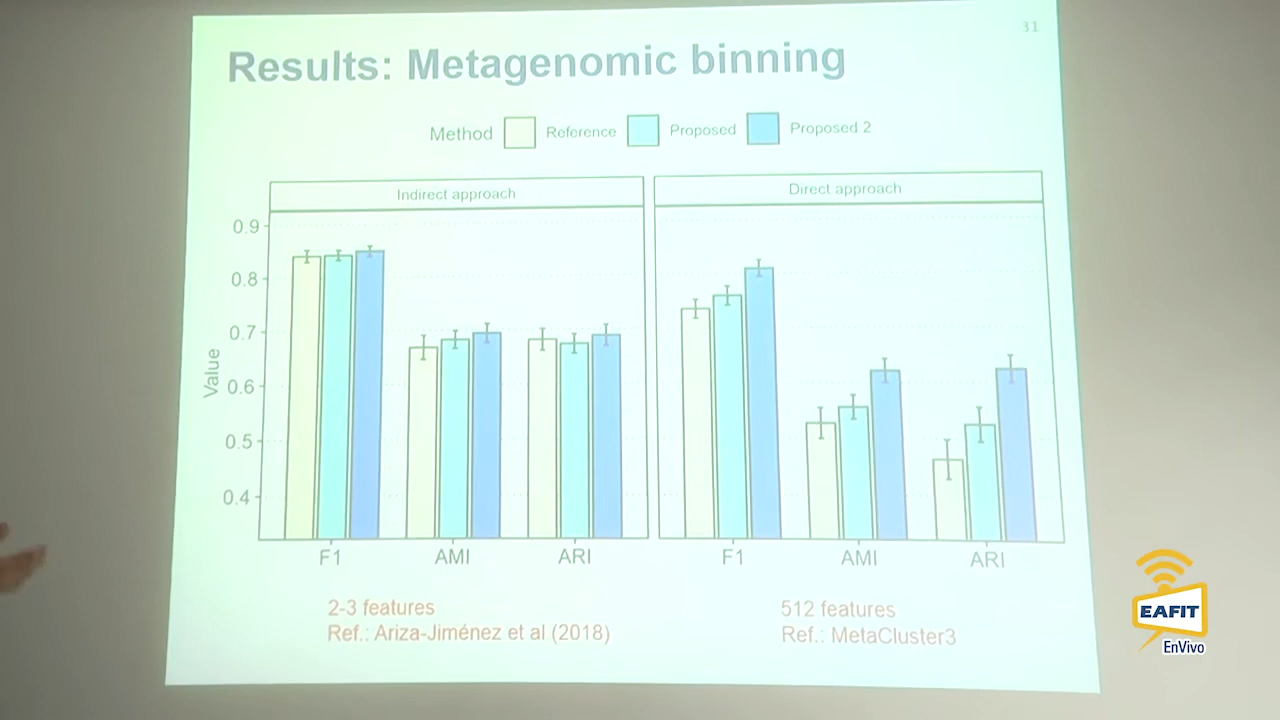 31
Results: Metagenomic binning
Method Reference Proposed Proposed 2
Indirect approach
Direct approach
Value
0.9
0.8
0.7
0.6
0.5
0.4
F1 AMI ARI
F1 AMI ARI
2-3 features
Ref.: Ariza-Jiménez et al (2018)
512 features
Ref.: MetaCluster3
EAFIT
EnVivo